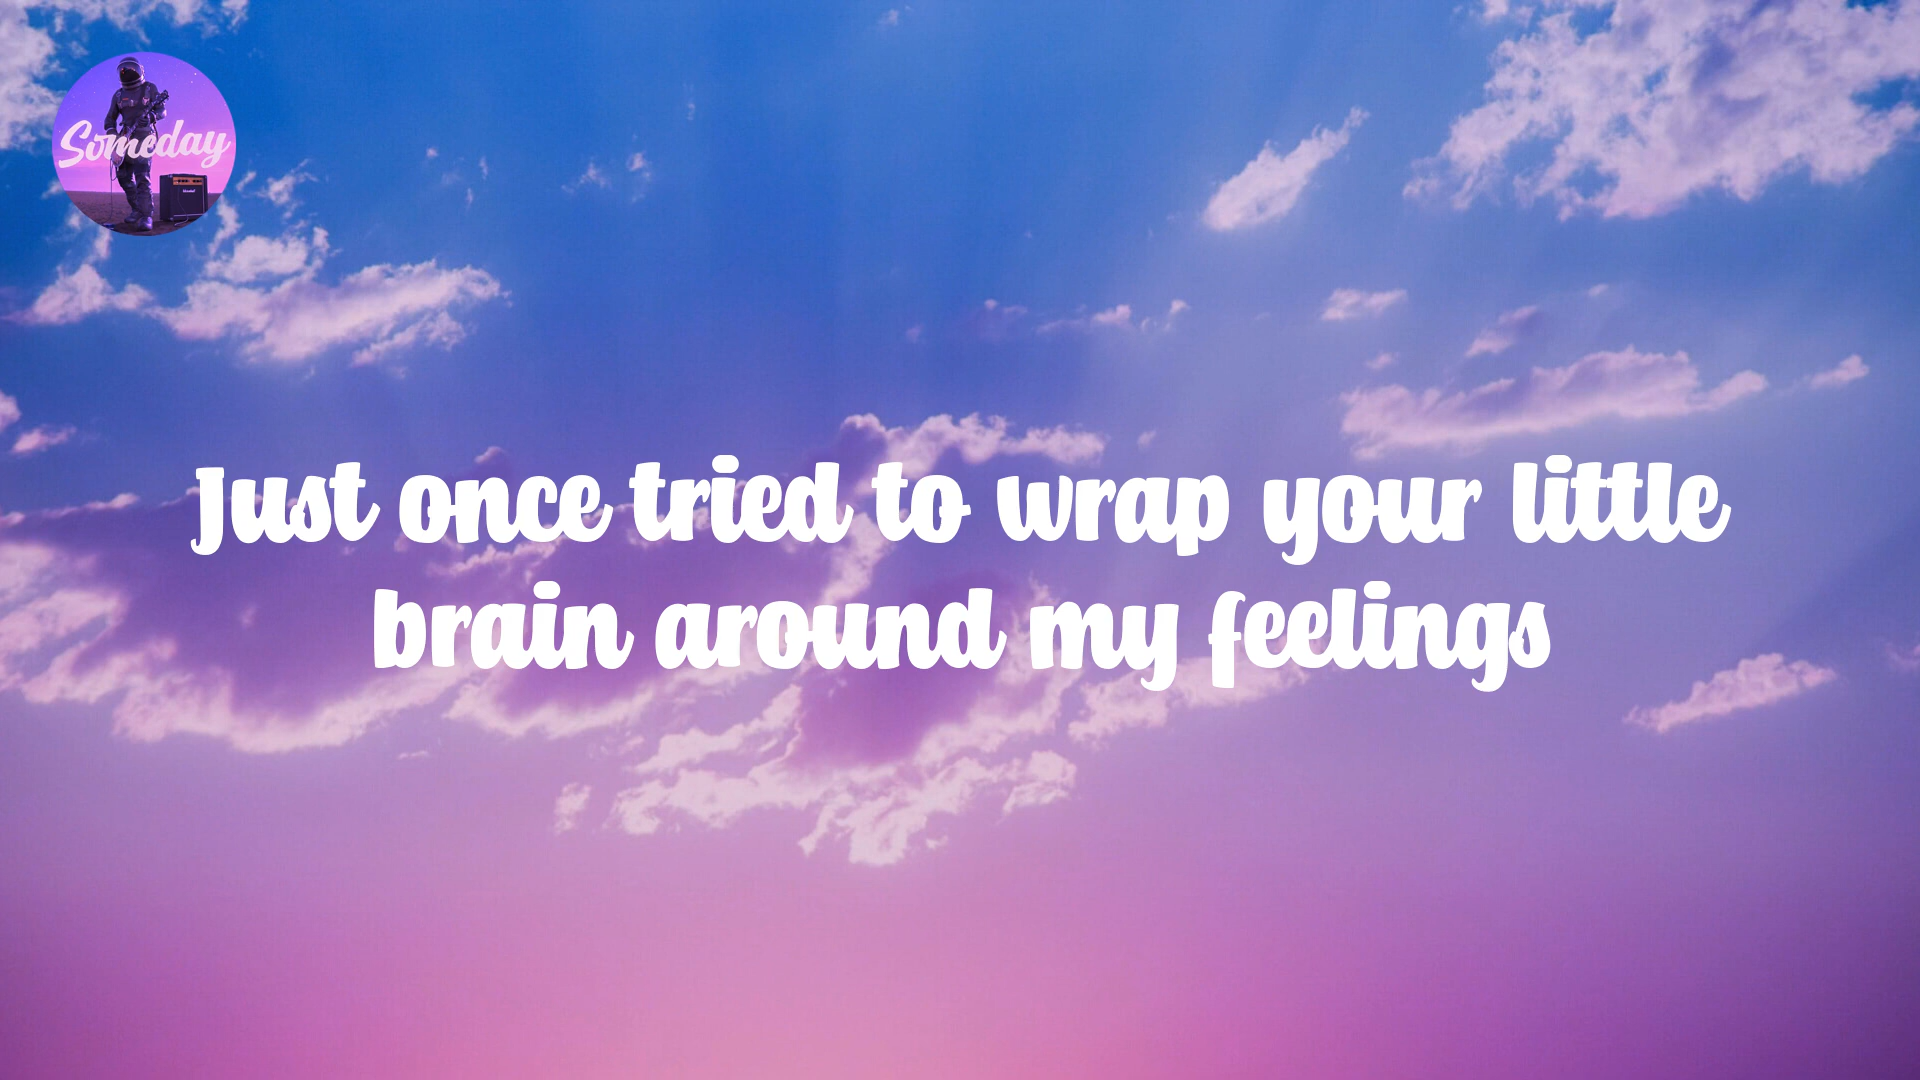 Someday
Just once tried to wrap your little
brain around my feelings